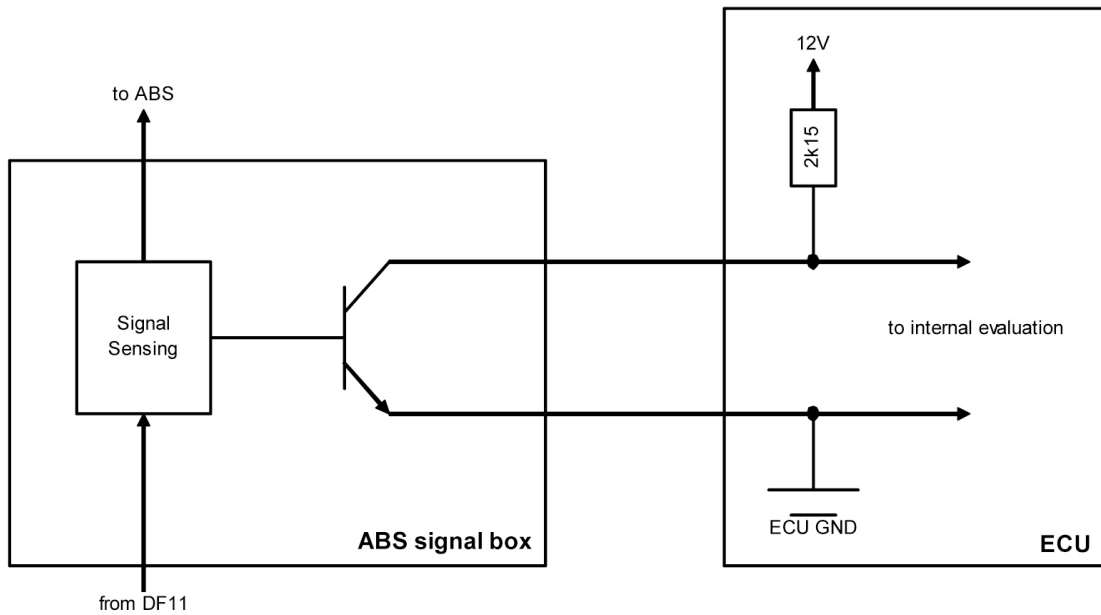 12V
to ABS
2k15
Signal
Sensing
to internal evaluation
ECU GND
ABS signal box
ECU
from DF11